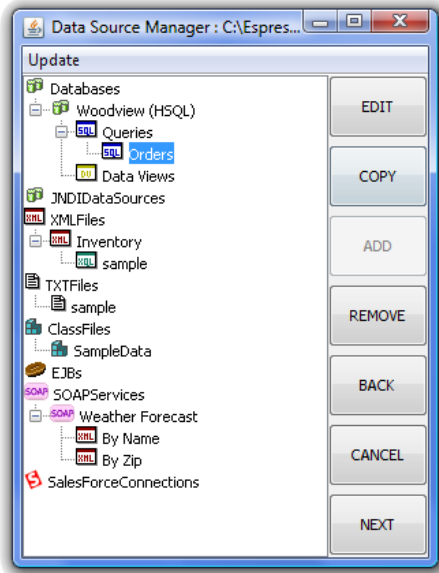 Data Source Manager : C:\Espres...
Update
Databases
Woodview (HSQL)
SQL Queries
SQL Orders
DV Data Views
JNDIDataSources
XML XMLFiles
XML Inventory
XQL sample
TXTFiles
sample
ClassFiles
SampleData
EJBs
SOAP SOAPServices
SOAP Weather Forecast
XML By Name
XML By Zip
S SalesForceConnections
EDIT
COPY
ADD
REMOVE
BACK
CANCEL
NEXT